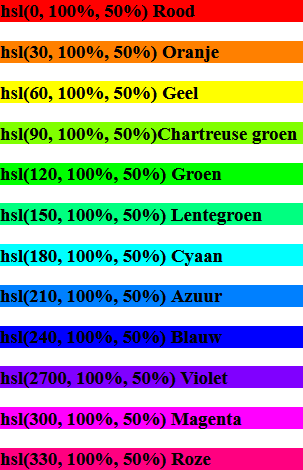 hsl(0, 100%, 50%) Rood
hsl(30, 100%, 50%) Oranje
hsl(60, 100%, 50%) Geel
hsl(90, 100%, 50%)Chartreuse groen
hsl(120, 100%, 50%) Groen
hsl(150, 100%, 50%) Lentegroen
hsl(180, 100%, 50%) Cyaan
hsl(210, 100%, 50%) Azuur
hsl(240, 100%, 50%) Blauw
hsl(2700, 100%, 50%) Violet
hsl(300, 100%, 50%) Magenta
hsl(330, 100%, 50%) Roze